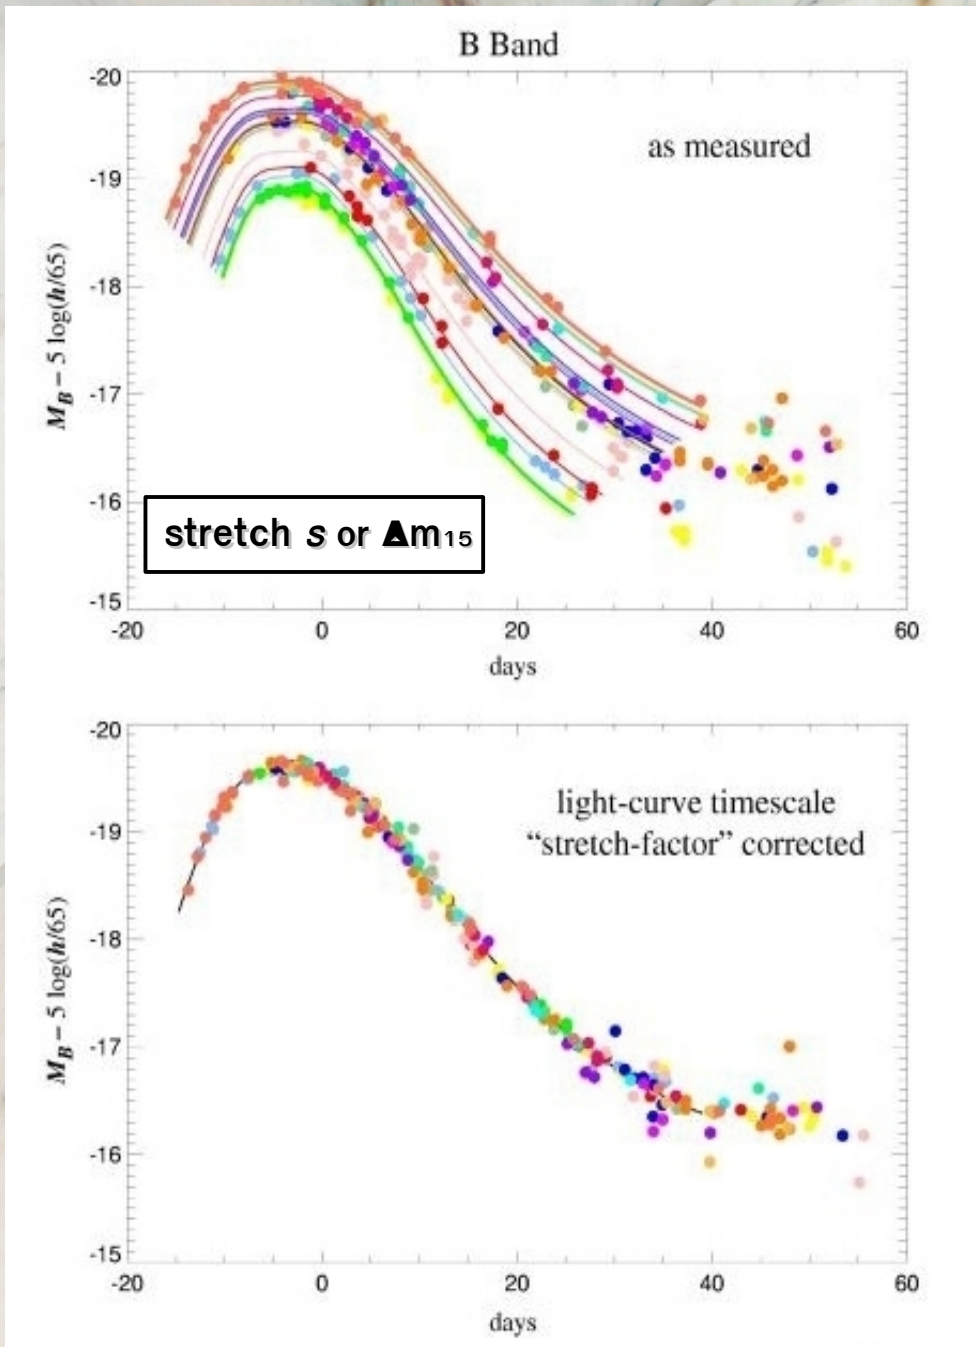 B Band
-20
as measured
-19
-18
-17
-16
-15
M_B – 5 log(h/65)
stretch s or Δm₁₅
-20 0 20 40 60
days
-20
light-curve timescale
“stretch-factor” corrected
-19
-18
-17
-16
-15
M_B – 5 log(h/65)
-20 0 20 40 60
days